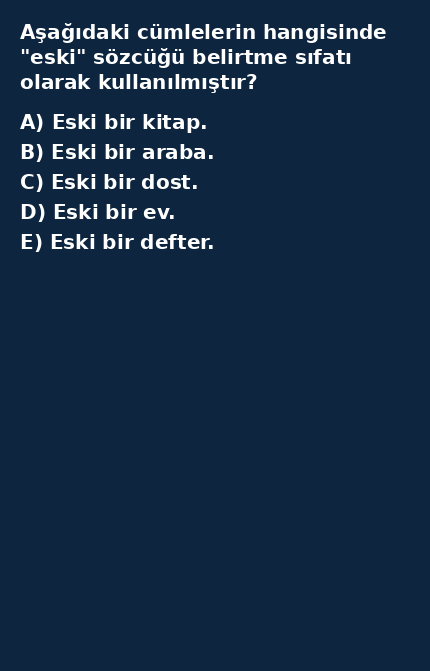 Aşağıdaki cümlelerin hangisinde
"eski" sözcüğü belirtme sıfatı
olarak kullanılmıştır?
A) Eski bir kitap.
B) Eski bir araba.
C) Eski bir dost.
D) Eski bir ev.
E) Eski bir defter.